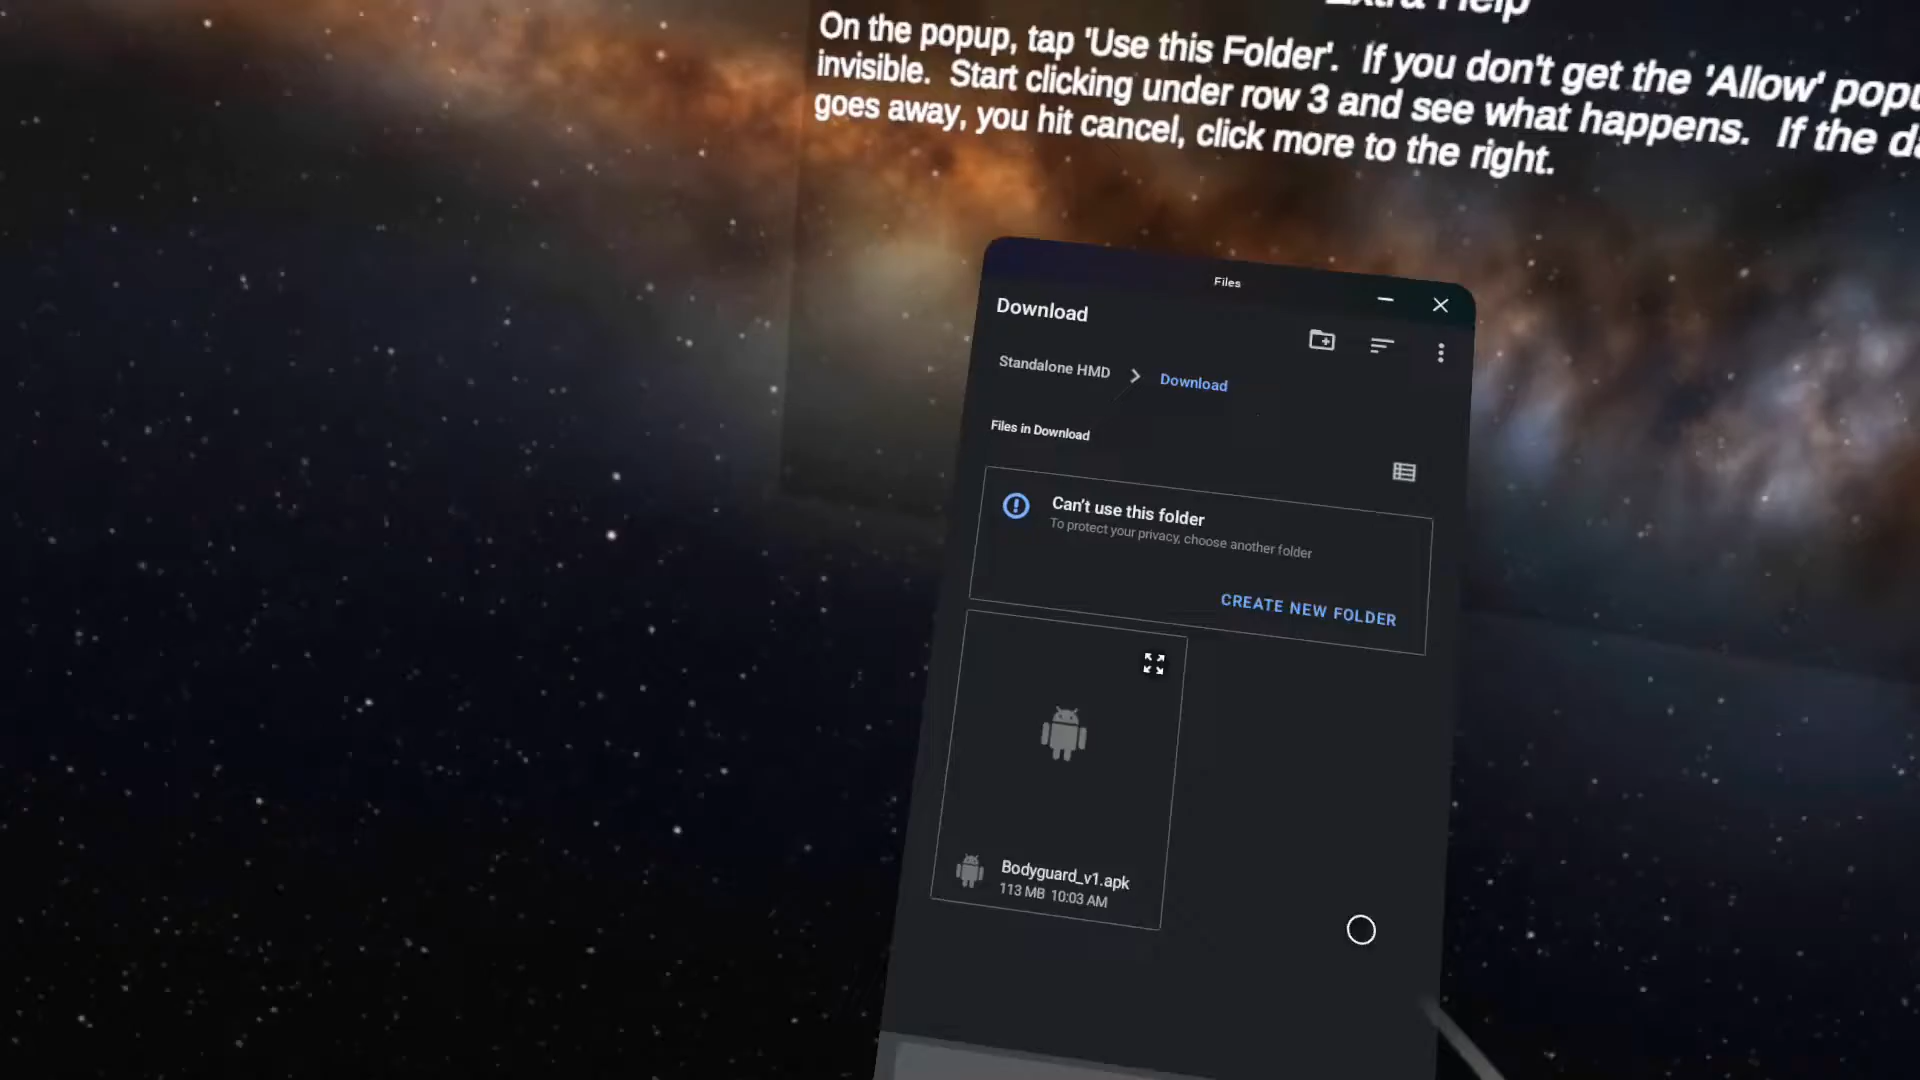 Extra Help
On the popup, tap 'Use this Folder'. If you don't get the 'Allow'
invisible. Start clicking under row 3 and see what happens. If the
goes away, you hit cancel, click more to the right.
Files
Download
Standalone HMD > Download
Files in Download
Can't use this folder
To protect your privacy, choose another folder
CREATE NEW FOLDER
Bodyguard_v1.apk
113 MB 10:03 AM